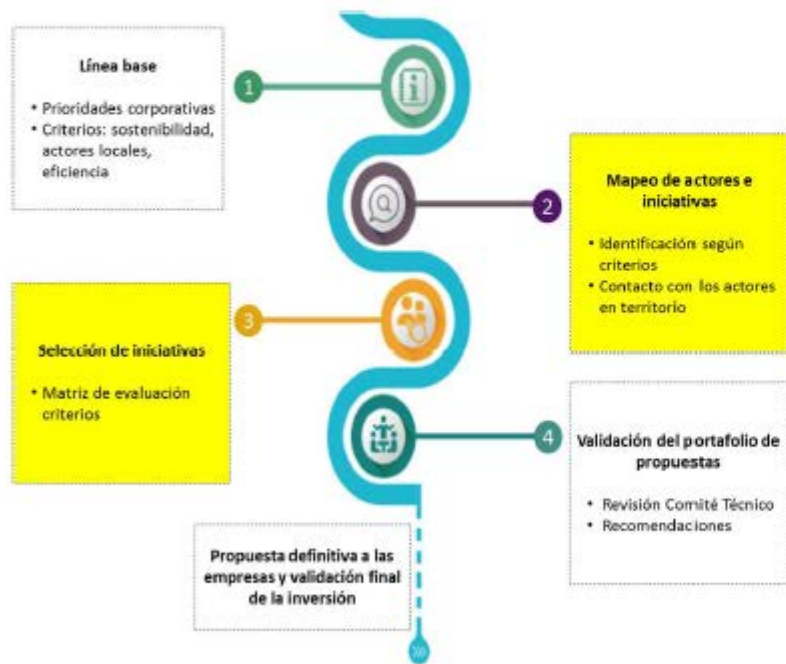 Línea base
• Prioridades corporativas
• Criterios: sostenibilidad,
actores locales,
eficiencia
1
2
Mapeo de actores e
iniciativas
• Identificación según
criterios
• Contacto con los actores
en territorio
3
Selección de iniciativas
• Matriz de evaluación
criterios
4
Validación del portafolio de
propuestas
• Revisión Comité Técnico
• Recomendaciones
Propuesta definitiva a las
empresas y validación final
de la inversión